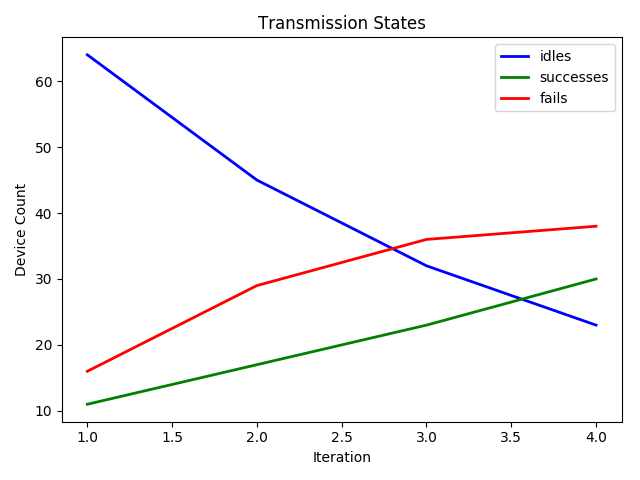 Transmission States
idles
successes
fails
Device Count
60
50
40
30
20
10
1.0 1.5 2.0 2.5 3.0 3.5 4.0
Iteration